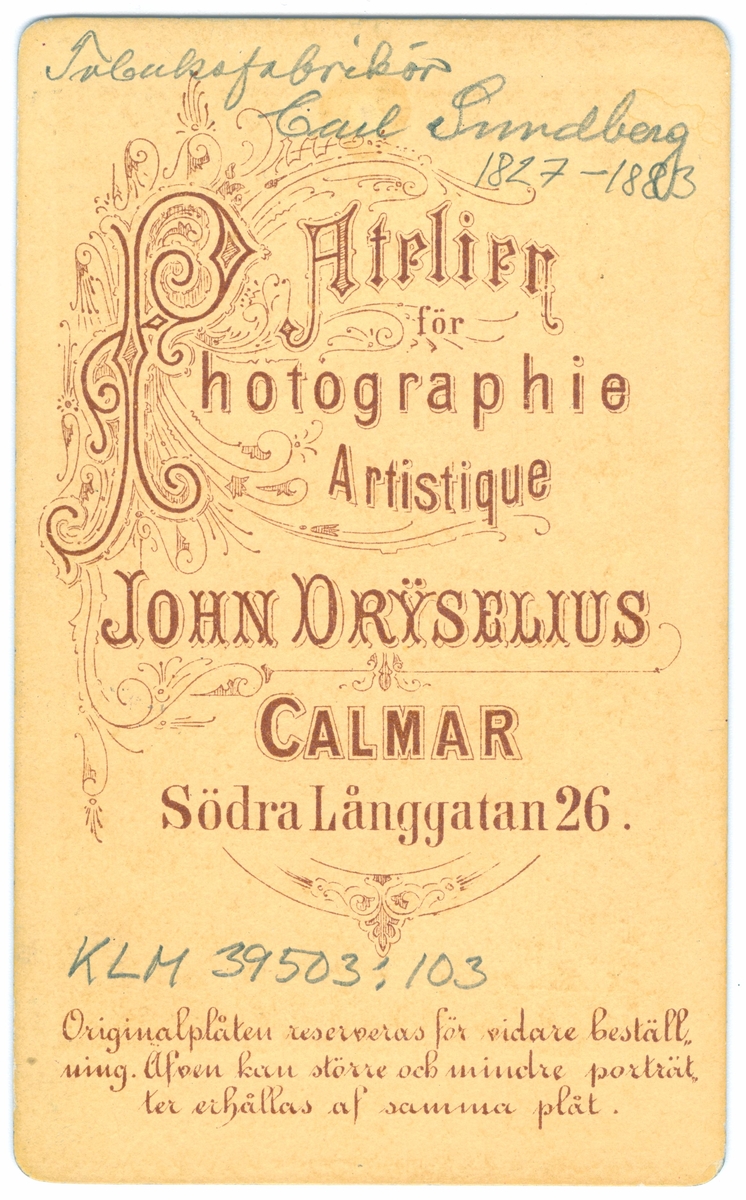 Tobaksfabrikör
Carl Sundberg
1827-1883
Atelier
för
Photographie
Artistique
JOHN DRŸSELIUS
CALMAR
Södra Långgatan 26.
KLM 39503:103
Originalplåten reserveras för vidare beställ„
ning. Äfven kan större och mindre porträt„
ter erhållas af samma plåt.